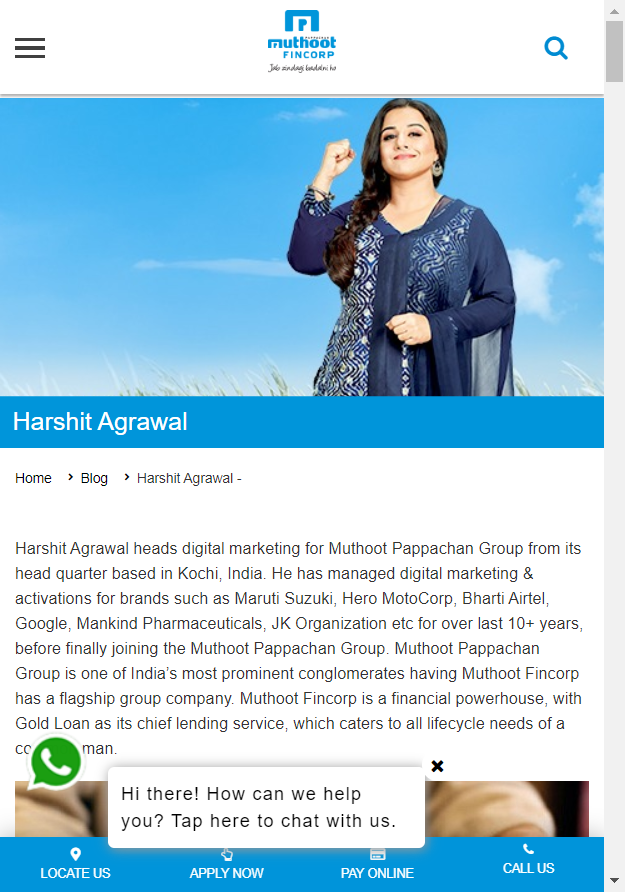 PAPPACHAN
muthoot
FINCORP
Jab zindagi badalni ho
Harshit Agrawal
Home > Blog > Harshit Agrawal -
Harshit Agrawal heads digital marketing for Muthoot Pappachan Group from its
head quarter based in Kochi, India. He has managed digital marketing &
activations for brands such as Maruti Suzuki, Hero MotoCorp, Bharti Airtel,
Google, Mankind Pharmaceuticals, JK Organization etc for over last 10+ years,
before finally joining the Muthoot Pappachan Group. Muthoot Pappachan
Group is one of India’s most prominent conglomerates having Muthoot Fincorp
has a flagship group company. Muthoot Fincorp is a financial powerhouse, with
Gold Loan as its chief lending service, which caters to all lifecycle needs of a
man.
Hi there! How can we help
you? Tap here to chat with us.
LOCATE US APPLY NOW PAY ONLINE CALL US